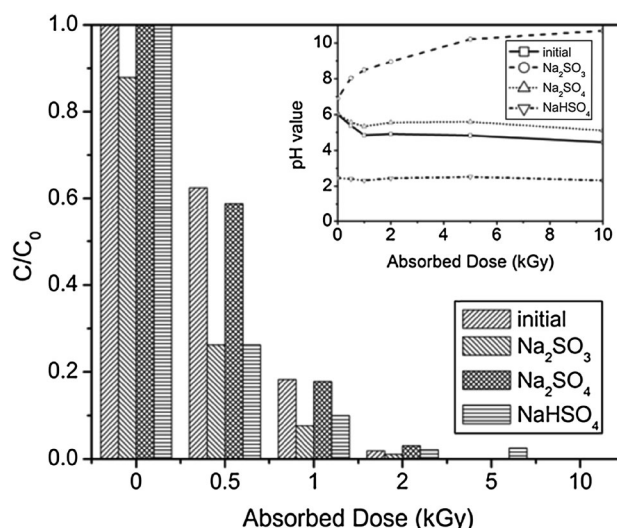 10
8
6
4
2
0
pH value
0 2 4 6 8 10
Absorbed Dose (kGy)
initial
Na₂SO₃
Na₂SO₄
NaHSO₄
1.0
0.8
0.6
0.4
0.2
0.0
C/C₀
initial
Na₂SO₃
Na₂SO₄
NaHSO₄
0 0.5 1 2 5 10
Absorbed Dose (kGy)